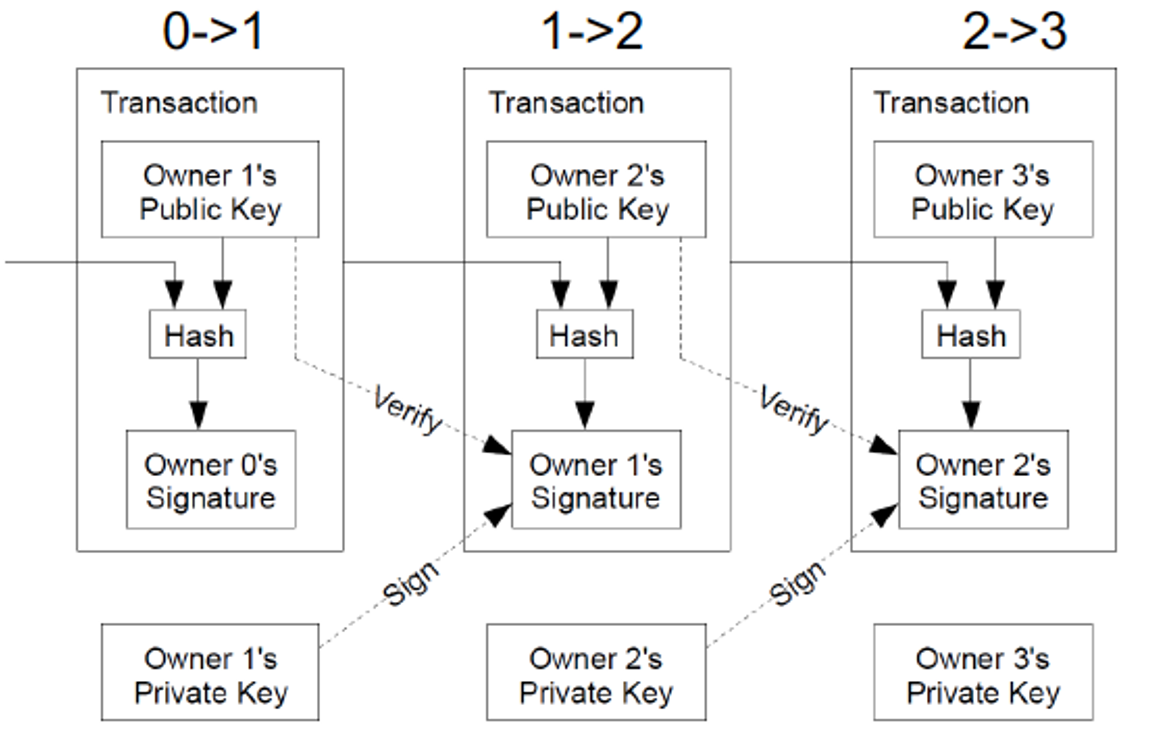 0->1
1->2
2->3
Transaction
Transaction
Transaction
Owner 1's
Public Key
Owner 2's
Public Key
Owner 3's
Public Key
Hash
Hash
Hash
Verify
Verify
Owner 0's
Signature
Owner 1's
Signature
Owner 2's
Signature
Sign
Sign
Owner 1's
Private Key
Owner 2's
Private Key
Owner 3's
Private Key